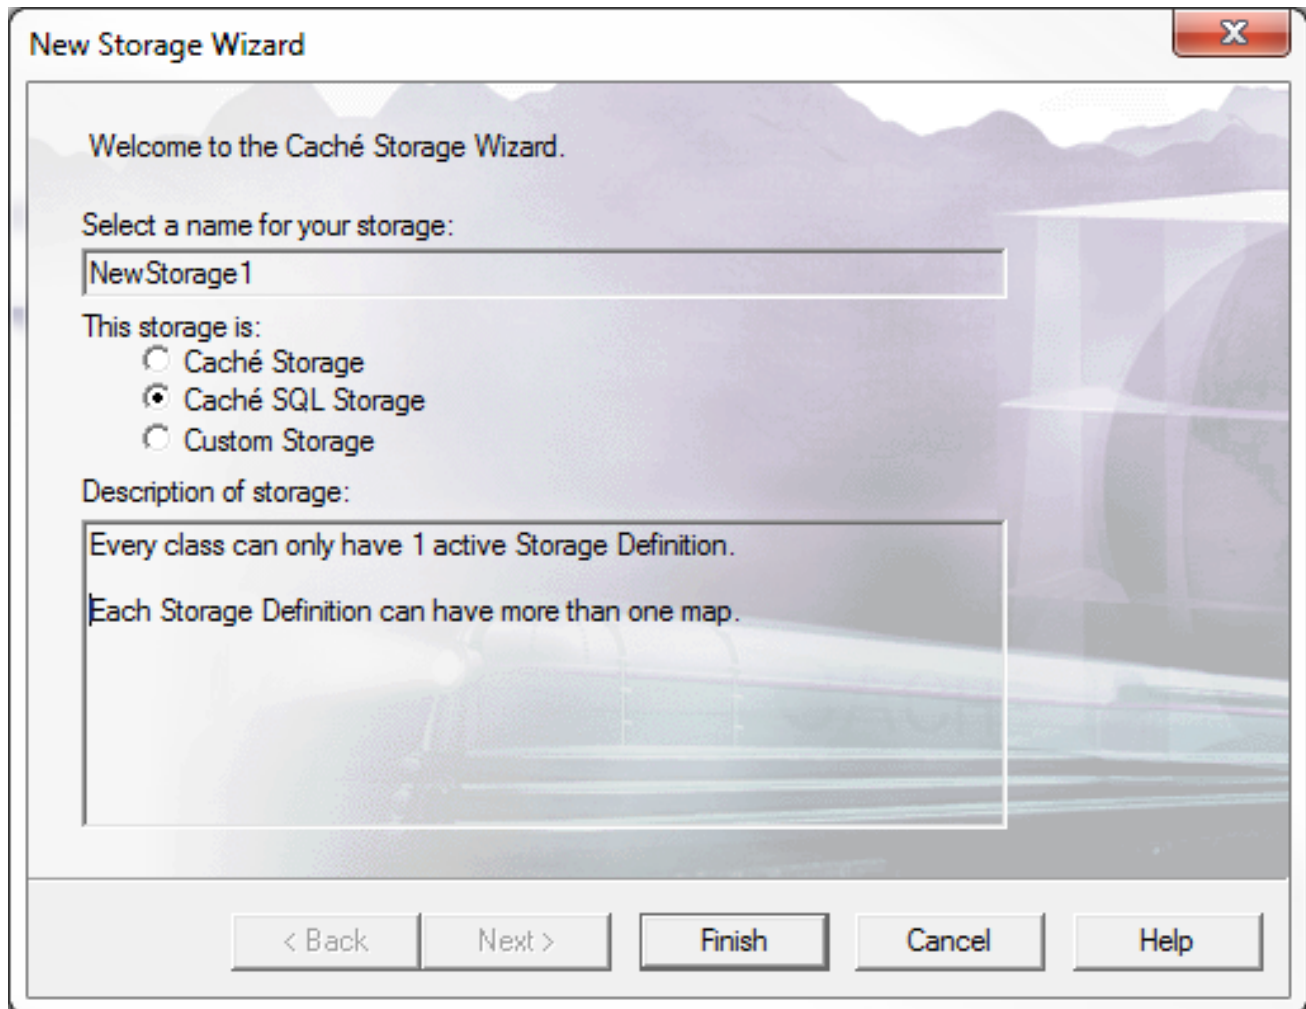 New Storage Wizard
Welcome to the Caché Storage Wizard.
Select a name for your storage:
NewStorage1
This storage is:
Caché Storage
Caché SQL Storage
Custom Storage
Description of storage:
Every class can only have 1 active Storage Definition.
Each Storage Definition can have more than one map.
< Back
Next >
Finish
Cancel
Help